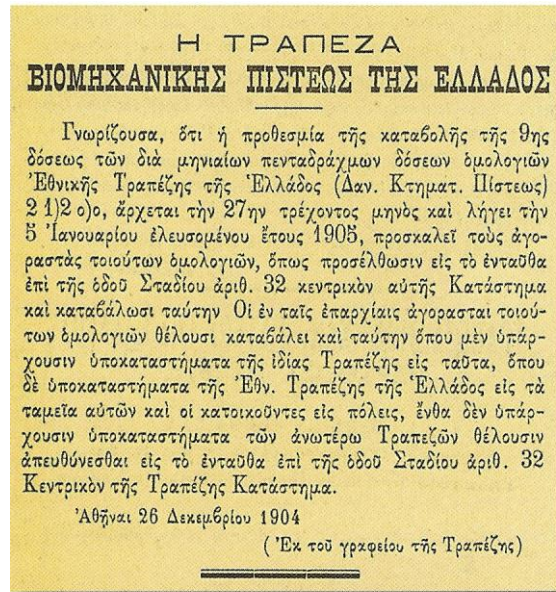 Η ΤΡΑΠΕΖΑ
ΒΙΟΜΗΧΑΝΙΚΗΣ ΠΙΣΤΕΩΣ ΤΗΣ ΕΛΛΑΔΟΣ
Γνωρίζουσα, ὅτι ἡ προθεσμία τῆς καταβολῆς τῆς 9ης
δόσεως τῶν διὰ μηνιαίων πενταδράχμων δόσεων ὁμολογιῶν
Ἐθνικῆς Τραπέζης τῆς Ἑλλάδος (Δαν. Κτηματ. Πίστεως)
2 1)2 ο)ο, ἄρχεται τὴν 27ην τρέχοντος μηνὸς καὶ λήγει τὴν
5 Ἰανουαρίου ἐλευσομένου ἔτους 1905, προσκαλεῖ τοὺς ἀγο-
ραστὰς τοιούτων ὁμολογιῶν, ὅπως προσέλθωσιν εἰς τὸ ἐνταῦθα
ἐπὶ τῆς ὁδοῦ Σταδίου ἀριθ. 32 κεντρικὸν αὐτῆς Κατάστημα
καὶ καταβάλωσι ταύτην Οἱ ἐν ταῖς ἐπαρχίαις ἀγορασταὶ τοιού-
των ὁμολογιῶν θέλουσι καταβάλει καὶ ταύτην ὅπου μὲν ὑπάρ-
χουσιν ὑποκαταστήματα τῆς ἰδίας Τραπέζης εἰς ταῦτα, ὅπου
δὲ ὑποκαταστήματα τῆς Ἐθν. Τραπέζης τῆς Ἑλλάδος εἰς τὰ
ταμεῖα αὐτῶν καὶ οἱ κατοικοῦντες εἰς πόλεις, ἔνθα δὲν ὑπάρ-
χουσιν ὑποκαταστήματα τῶν ἀνωτέρω Τραπεζῶν θέλουσιν
ἀπευθύνεσθαι εἰς τὸ ἐνταῦθα ἐπὶ τῆς ὁδοῦ Σταδίου ἀριθ. 32
Κεντρικὸν τῆς Τραπέζης Κατάστημα.
Ἀθῆναι 26 Δεκεμβρίου 1904
(Ἐκ τοῦ γραφείου τῆς Τραπέζης)